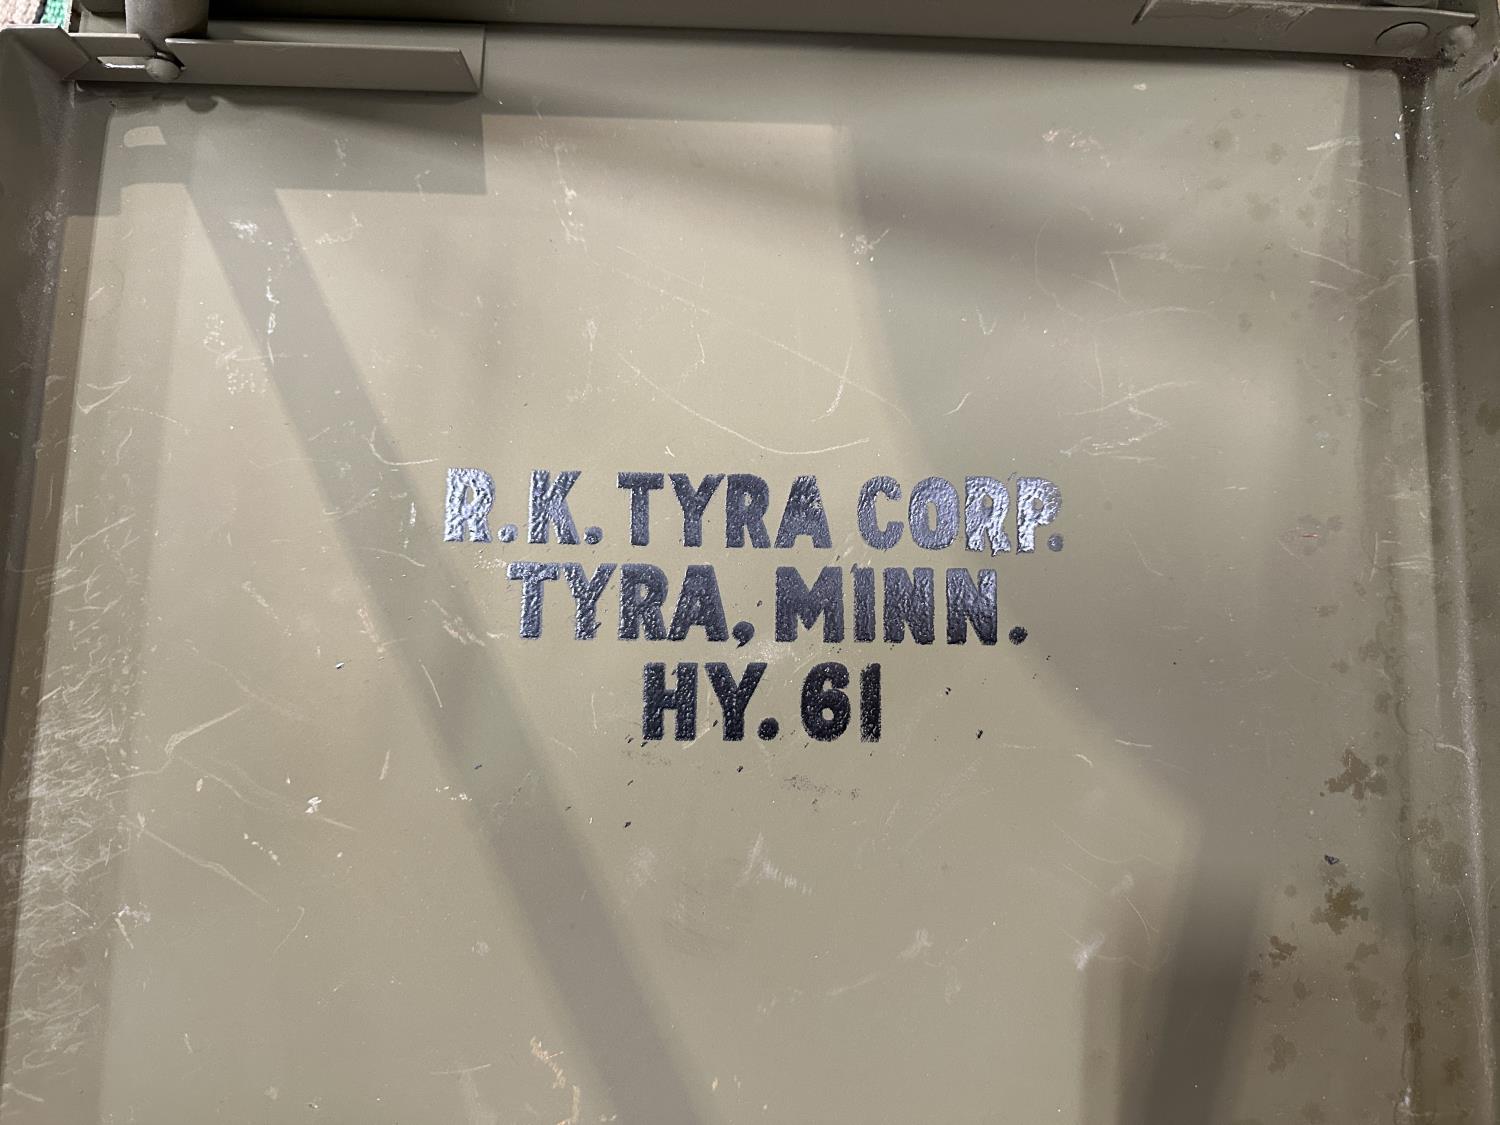 R.K. TYRA CORP.
TYRA, MINN.
HY. 61